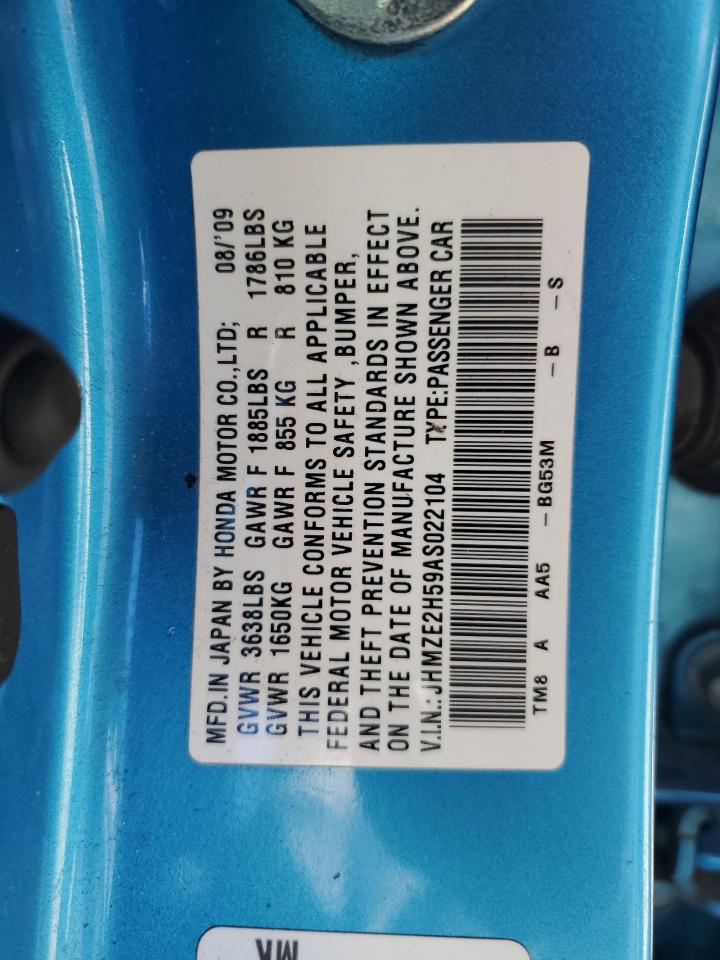 MFD.IN JAPAN BY HONDA MOTOR CO.,LTD; 08/'09
GVWR 3638LBS GAWR F 1885LBS R 1786LBS
GVWR 1650KG GAWR F 855 KG R 810 KG
THIS VEHICLE CONFORMS TO ALL APPLICABLE
FEDERAL MOTOR VEHICLE SAFETY ,BUMPER,
AND THEFT PREVENTION STANDARDS IN EFFECT
ON THE DATE OF MANUFACTURE SHOWN ABOVE.
V.I.N.: JHMZE2H59AS022104 TYPE:PASSENGER CAR
TM8 A AA5 – BG53M – B – S
MA